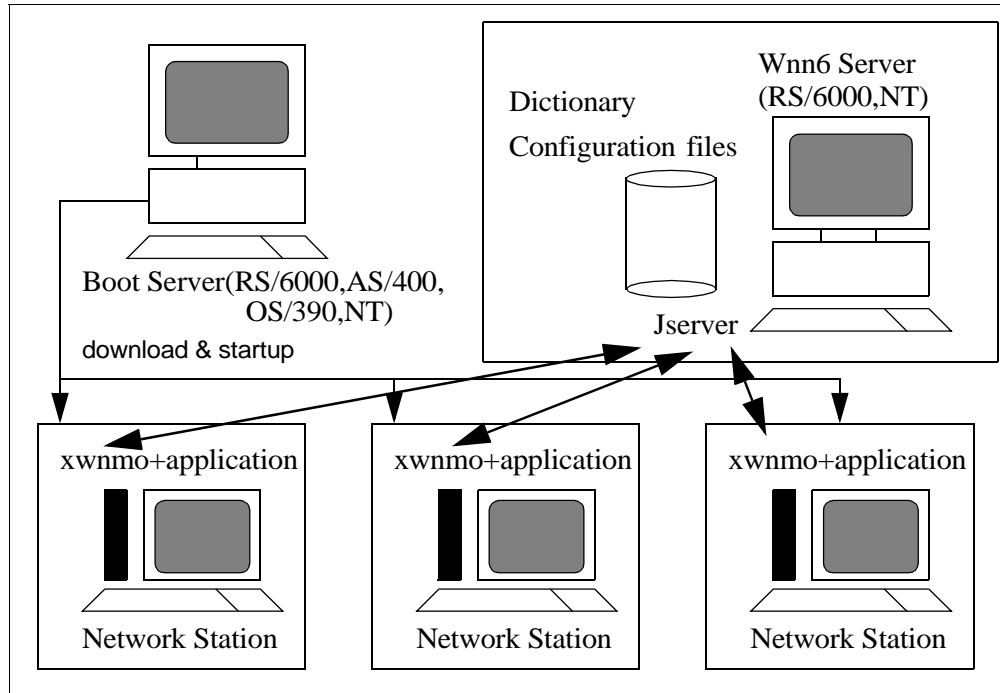 Wnn6 Server
(RS/6000,NT)
Dictionary
Configuration files
Jserver
Boot Server(RS/6000,AS/400,
OS/390,NT)
download & startup
xwnmo+application
Network Station
xwnmo+application
Network Station
xwnmo+application
Network Station